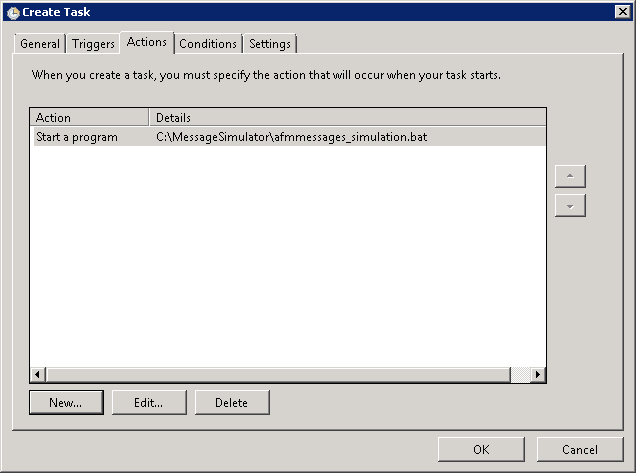 Create Task
General Triggers Actions Conditions Settings
When you create a task, you must specify the action that will occur when your task starts.
Action Details
Start a program C:\MessageSimulator\afmmessages_simulation.bat
New... Edit... Delete
OK Cancel